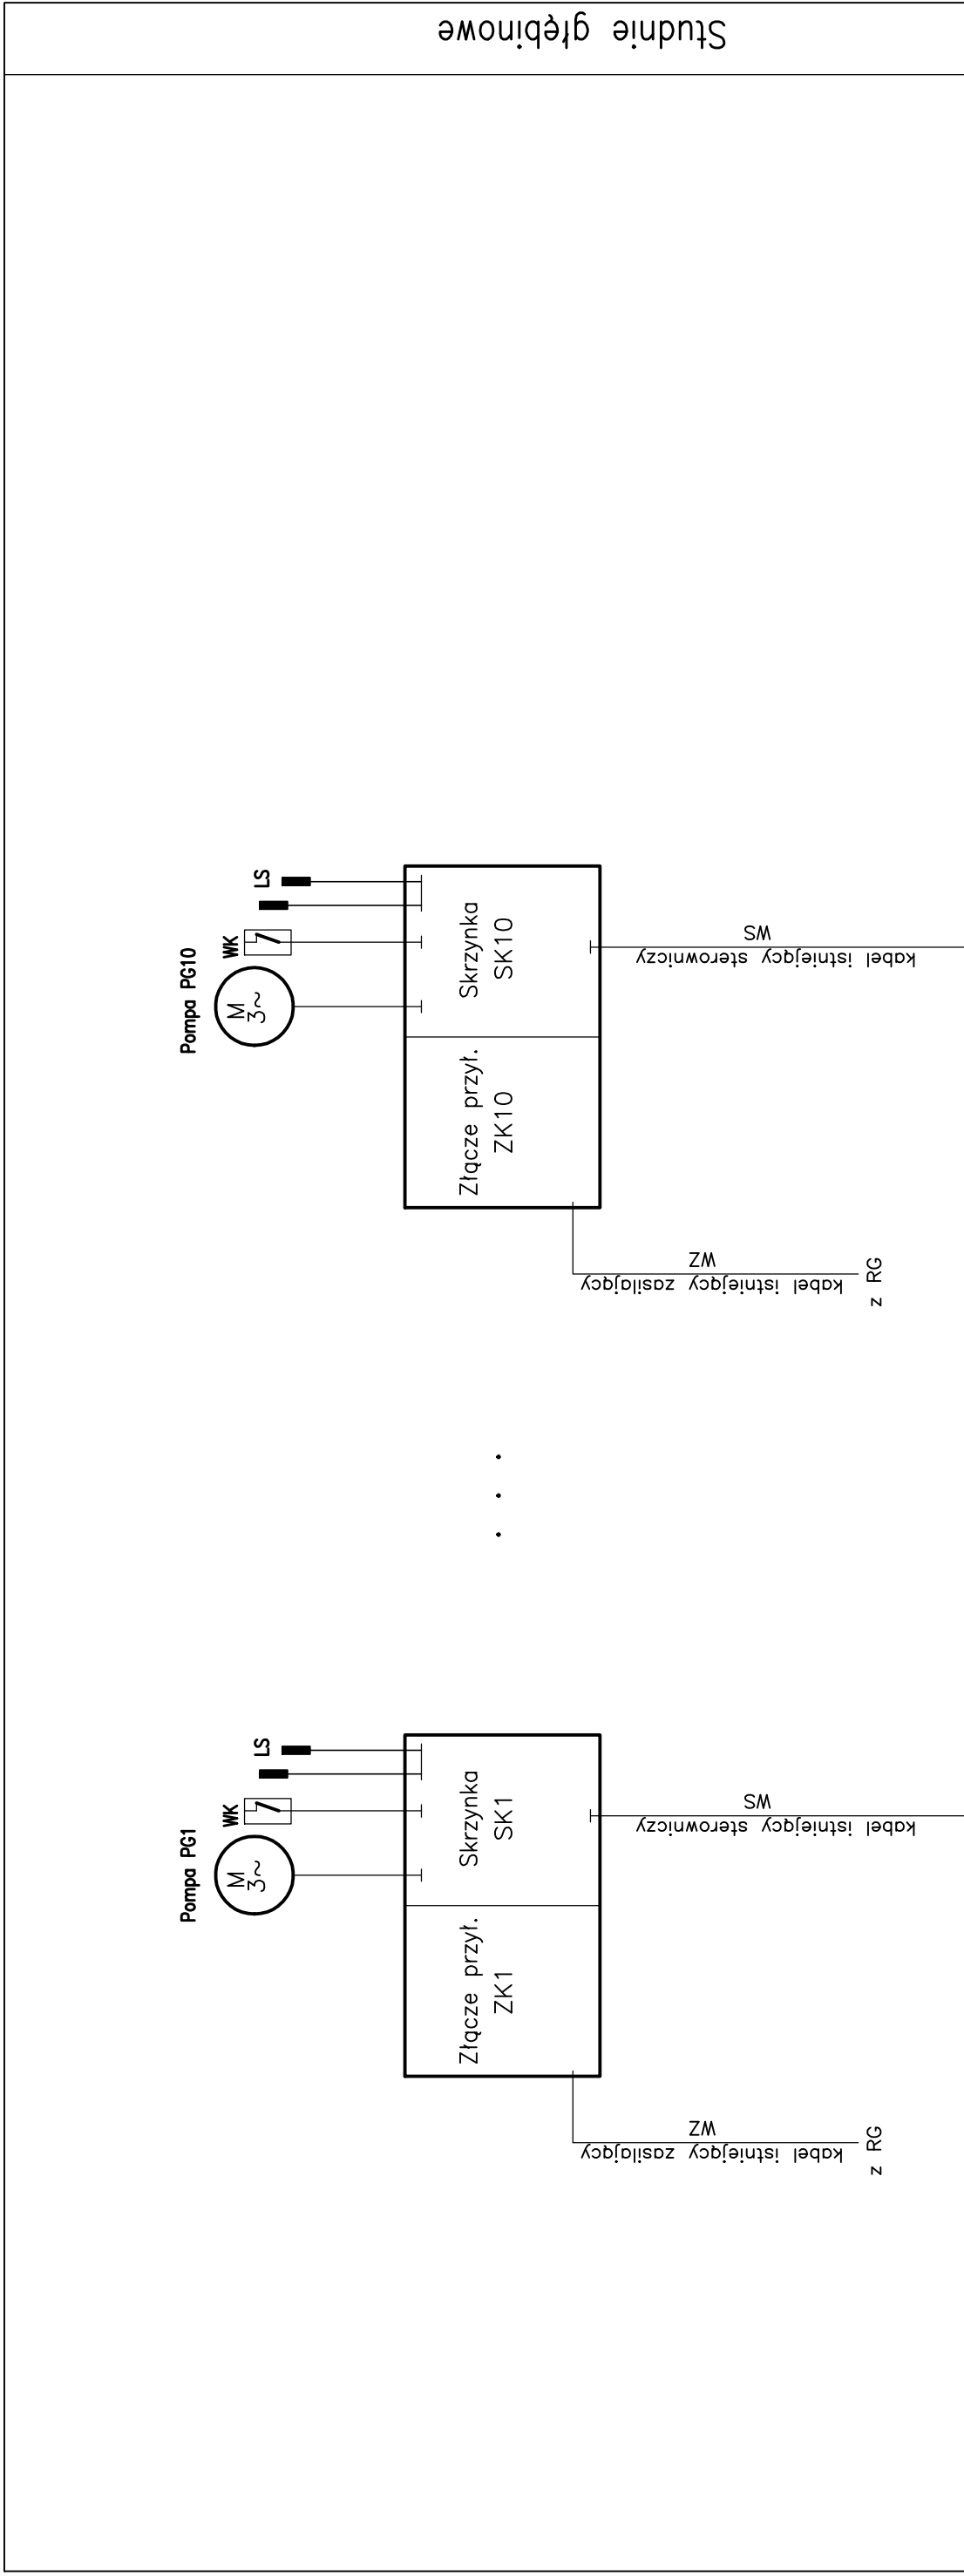 Studnie głębinowe
Pompa PG1
WK
LS
M
3~
Złącze przył.
ZK1
Skrzynka
SK1
WZ
kabel istniejący zasilający
z RG
WS
kabel istniejący sterowniczy
. . .
Pompa PG10
WK
LS
M
3~
Złącze przył.
ZK10
Skrzynka
SK10
WZ
kabel istniejący zasilający
z RG
WS
kabel istniejący sterowniczy